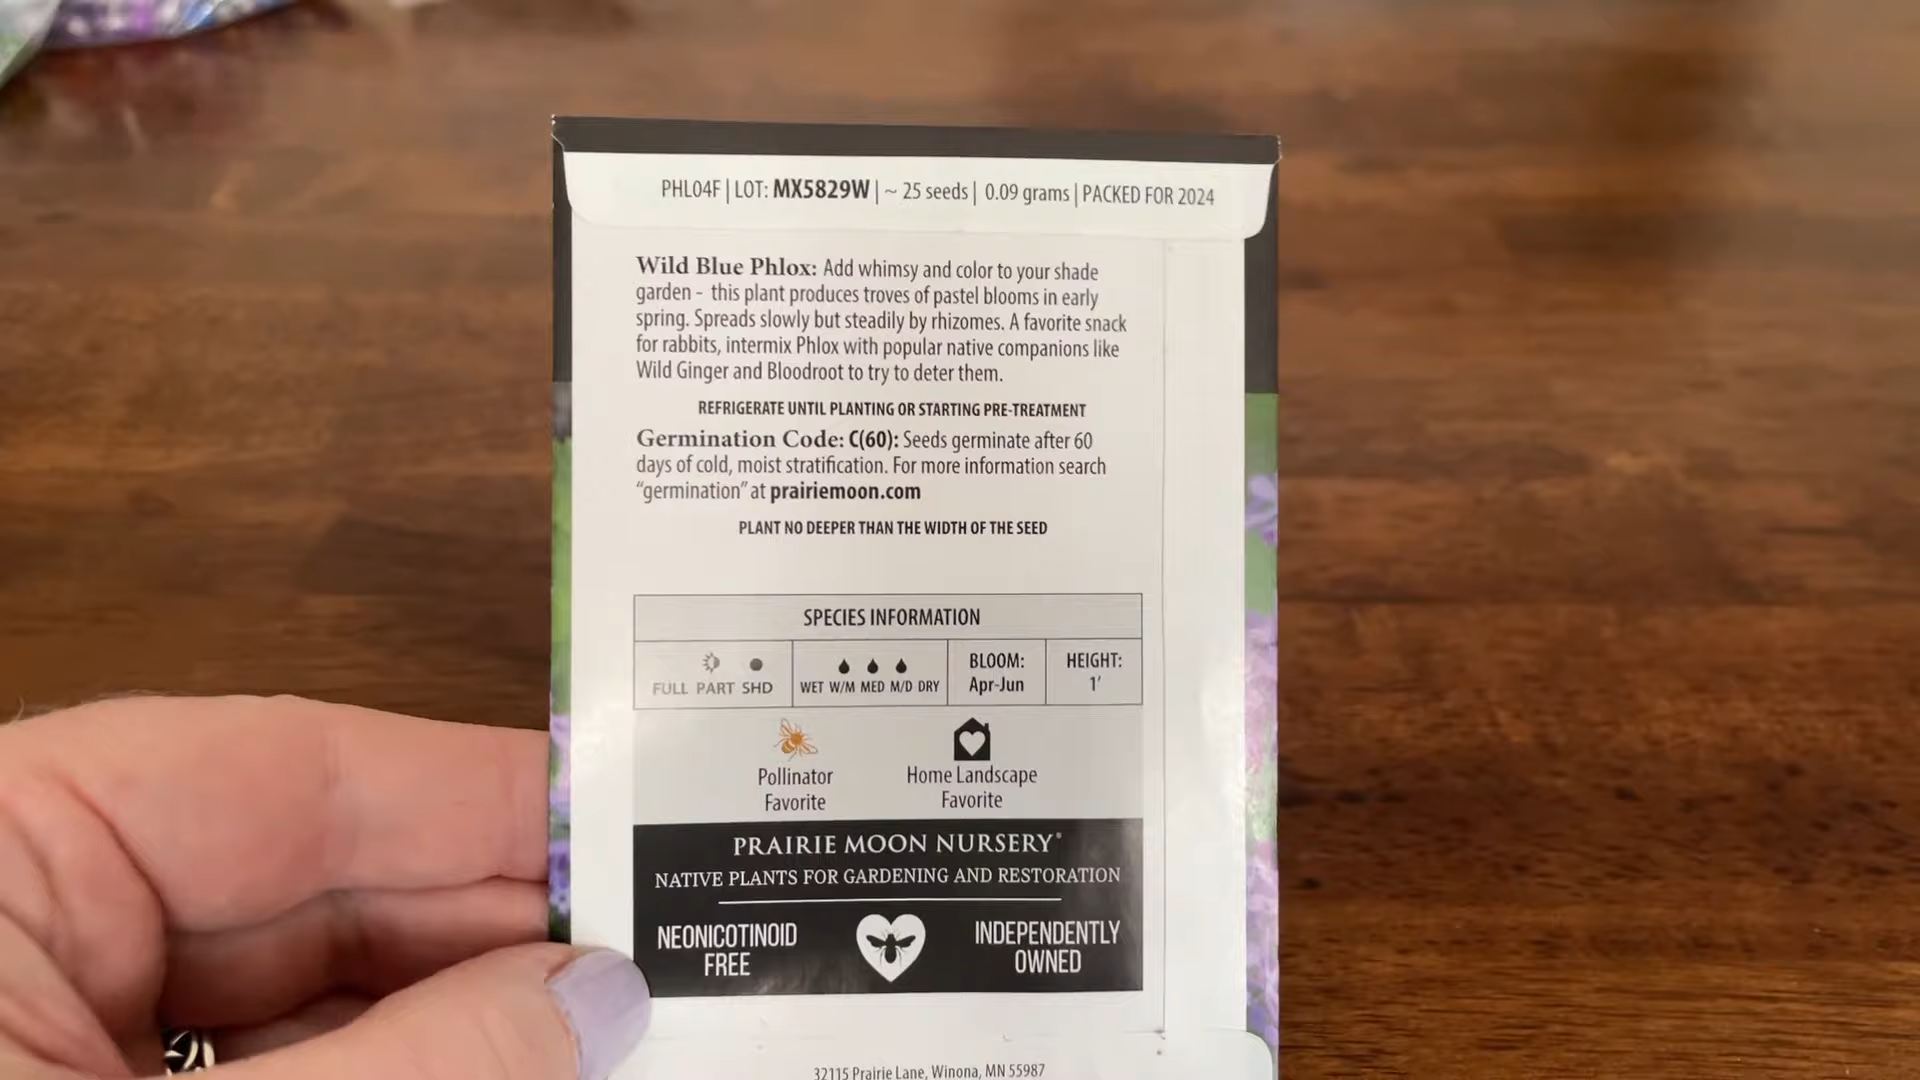 PHL04F | LOT: MX5829W | ~ 25 seeds | 0.09 grams | PACKED FOR 2024
Wild Blue Phlox: Add whimsy and color to your shade
garden - this plant produces troves of pastel blooms in early
spring. Spreads slowly but steadily by rhizomes. A favorite snack
for rabbits, intermix Phlox with popular native companions like
Wild Ginger and Bloodroot to try to deter them.
REFRIGERATE UNTIL PLANTING OR STARTING PRE-TREATMENT
Germination Code: C(60): Seeds germinate after 60
days of cold, moist stratification. For more information search
“germination” at prairiemoon.com
PLANT NO DEEPER THAN THE WIDTH OF THE SEED
SPECIES INFORMATION
FULL PART SHD
WET W/M MED M/D DRY
BLOOM:
Apr-Jun
HEIGHT:
1'
Pollinator
Favorite
Home Landscape
Favorite
PRAIRIE MOON NURSERY®
NATIVE PLANTS FOR GARDENING AND RESTORATION
NEONICOTINOID
FREE
INDEPENDENTLY
OWNED
32115 Prairie Lane, Winona, MN 55987